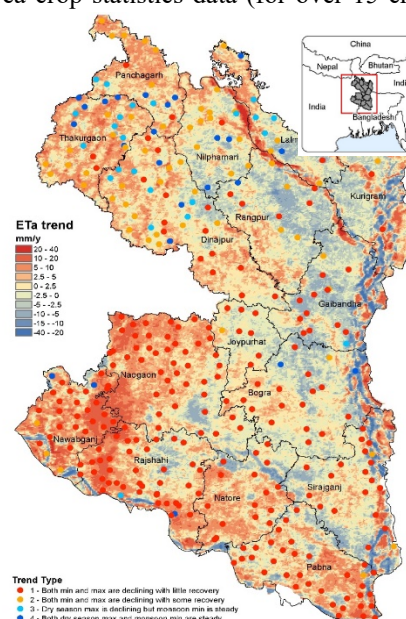 ea crop statistics data (for over 15 c
China
Nepal
Bhutan
Indi
India
Bangladesh
Panchagarh
Thakurgaon
Nilphamari
Lalm
Kurigram
Rangpur
Dinajpur
ETa trend
mm/y
20 - 40
10 - 20
5 - 10
2.5 - 5
0 - 2.5
-2.5 - 0
-5 - -2.5
-10 - -5
-15 - -10
-40 - -20
Gaibandha
Joypurhat
Naogaon
Bogra
Nawabganj
Rajshahi
Natore
Sirajganj
Pabna
Trend Type
1 - Both min and max are declining with little recovery
2 - Both min and max are declining with some recovery
3 - Dry season max is declining but monsoon min is steady
4 - Both dry season max and monsoon min are steady